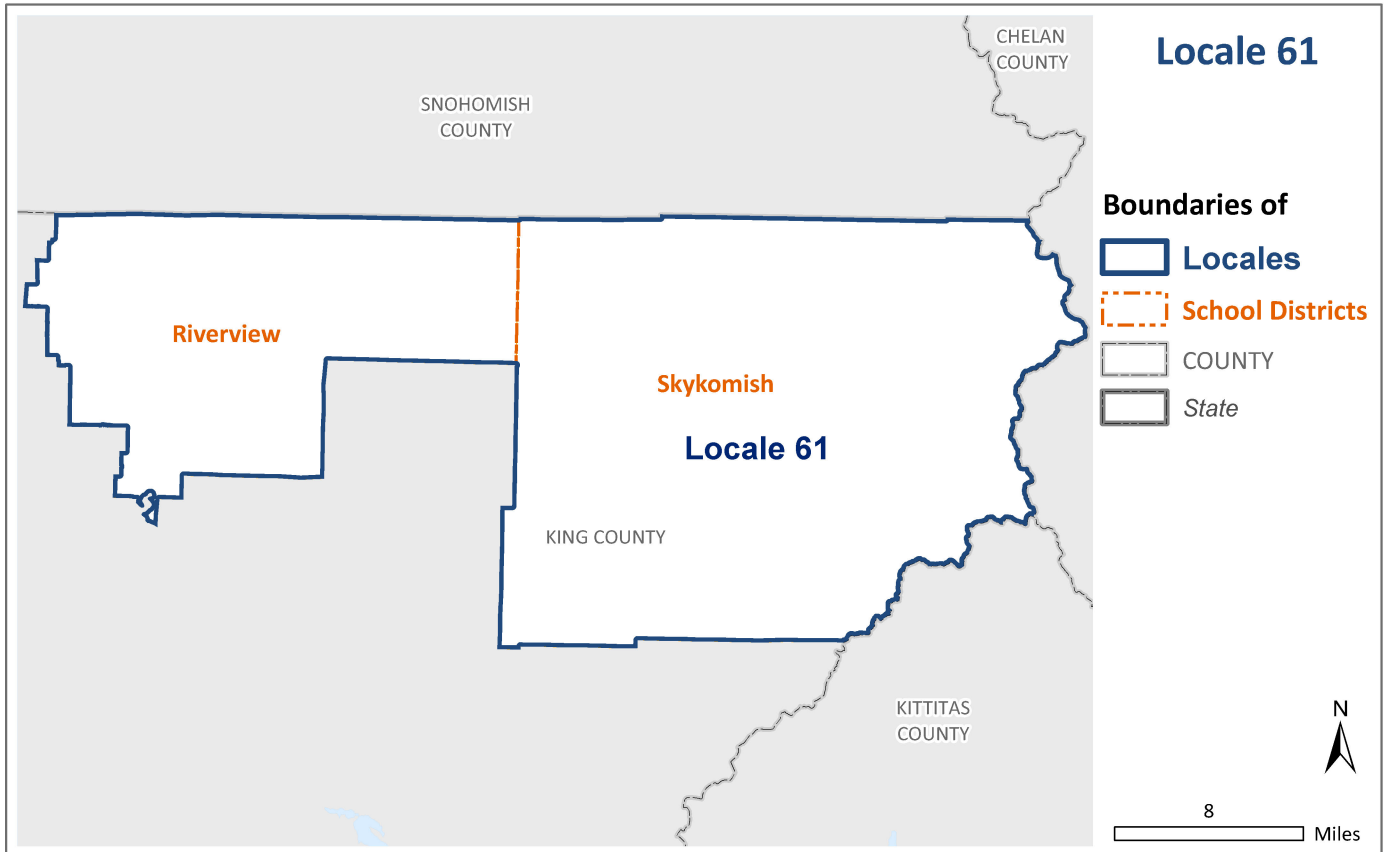 Locale 61
CHELAN
COUNTY
SNOHOMISH
COUNTY
Boundaries of
Locales
School Districts
COUNTY
State
Riverview
Skykomish
Locale 61
KING COUNTY
KITTITAS
COUNTY
N
8
Miles